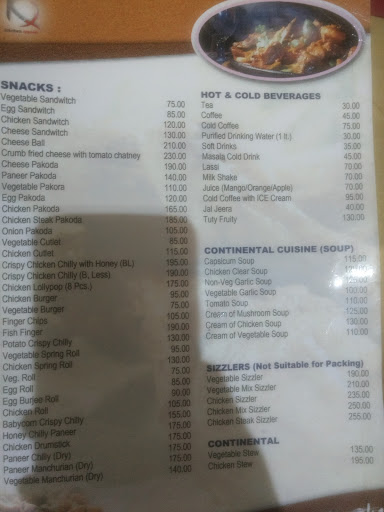 SNACKS :
Vegetable Sandwitch 75.00
Egg Sandwitch 85.00
Chicken Sandwitch 120.00
Cheese Sandwitch 130.00
Cheese Ball 210.00
Crumb fried cheese with tomato chatney 230.00
Cheese Pakoda 190.00
Paneer Pakoda 140.00
Vegetable Pakora 110.00
Egg Pakoda 120.00
Chicken Pakoda 165.00
Chicken Steak Pakoda 185.00
Onion Pakoda 105.00
Vegetable Cutlet 85.00
Chicken Cutlet 115.00
Crispy Chicken Chilly with Honey (BL) 195.00
Crispy Chicken Chilly (B, Less) 190.00
Chicken Lollypop (8 Pcs.) 175.00
Chicken Burger 95.00
Vegetable Burger 75.00
Finger Chips 105.00
Fish Finger 190.00
Potato Crispy Chilly 130.00
Vegetable Spring Roll 95.00
Chicken Spring Roll 130.00
Veg. Roll 75.00
Egg Roll 85.00
Egg Burjee Roll 90.00
Chicken Roll 105.00
Babycorn Crispy Chilly 155.00
Honey Chilly Paneer 175.00
Chicken Drumstick 175.00
Paneer Chilly (Dry) 175.00
Paneer Manchurian (Dry) 175.00
Vegetable Manchurian (Dry) 140.00
HOT & COLD BEVERAGES
Tea 30.00
Coffee 45.00
Cold Coffee 75.00
Purified Drinking Water (1 lt.) 30.00
Soft Drinks 35.00
Masala Cold Drink 45.00
Lassi 70.00
Milk Shake 70.00
Juice (Mango/Orange/Apple) 70.00
Cold Coffee with ICE Cream 95.00
Jal Jeera 40.00
Tuty Fruity 130.00
CONTINENTAL CUISINE (SOUP)
Capsicum Soup 115.00
Chicken Clear Soup
Non-Veg Garlic Soup
Vegetable Garlic Soup 100.00
Tomato Soup 110.00
Cream of Mushroom Soup 125.00
Cream of Chicken Soup 130.00
Cream of Vegetable Soup 110.00
SIZZLERS (Not Suitable for Packing)
Vegetable Sizzler 190.00
Vegetable Mix Sizzler 210.00
Chicken Sizzler 235.00
Chicken Mix Sizzler 250.00
Chicken Steak Sizzler 255.00
CONTINENTAL
Vegetable Stew 135.00
Chicken Stew 195.00